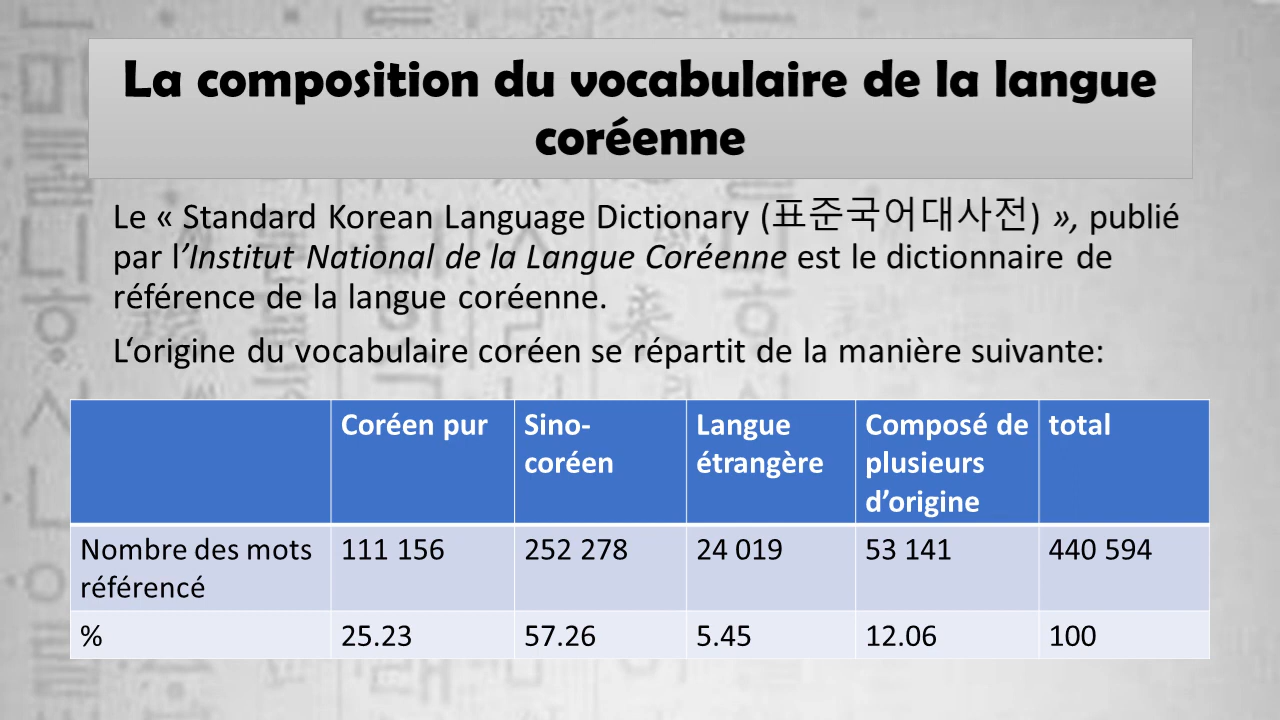 La composition du vocabulaire de la langue
coréenne
Le « Standard Korean Language Dictionary (표준국어대사전) », publié
par l’Institut National de la Langue Coréenne est le dictionnaire de
référence de la langue coréenne.
L‘origine du vocabulaire coréen se répartit de la manière suivante:
Coréen pur
Sino-
coréen
Langue
étrangère
Composé de
plusieurs
d’origine
total
Nombre des mots
référencé
111 156
252 278
24 019
53 141
440 594
%
25.23
57.26
5.45
12.06
100